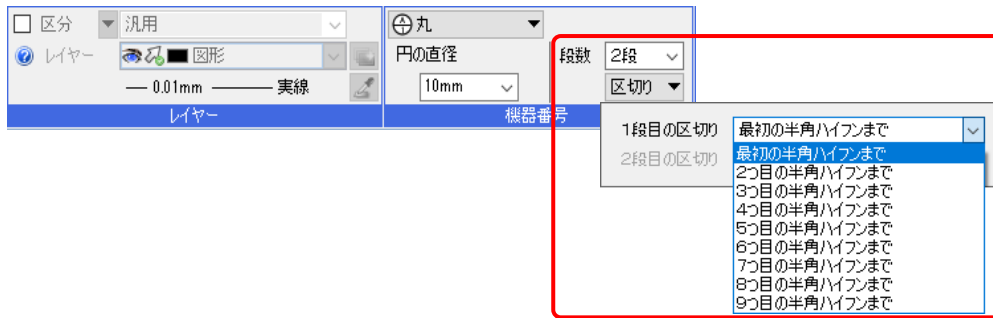 区分 汎用
レイヤー 図形
0.01mm 実線
レイヤー
丸
円の直径 段数 2段
10mm 区切り
機器番号
1段目の区切り 最初の半角ハイフンまで
2段目の区切り
最初の半角ハイフンまで
2つ目の半角ハイフンまで
3つ目の半角ハイフンまで
4つ目の半角ハイフンまで
5つ目の半角ハイフンまで
6つ目の半角ハイフンまで
7つ目の半角ハイフンまで
8つ目の半角ハイフンまで
9つ目の半角ハイフンまで